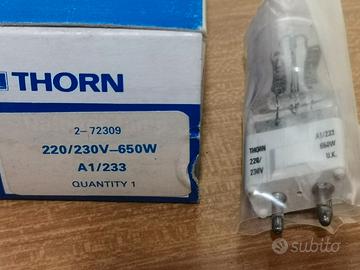 THORN
2-72309
220/230V-650W
A1/233
QUANTITY 1
THORN
220/
230V
A1/233
650W
U.K.
subito